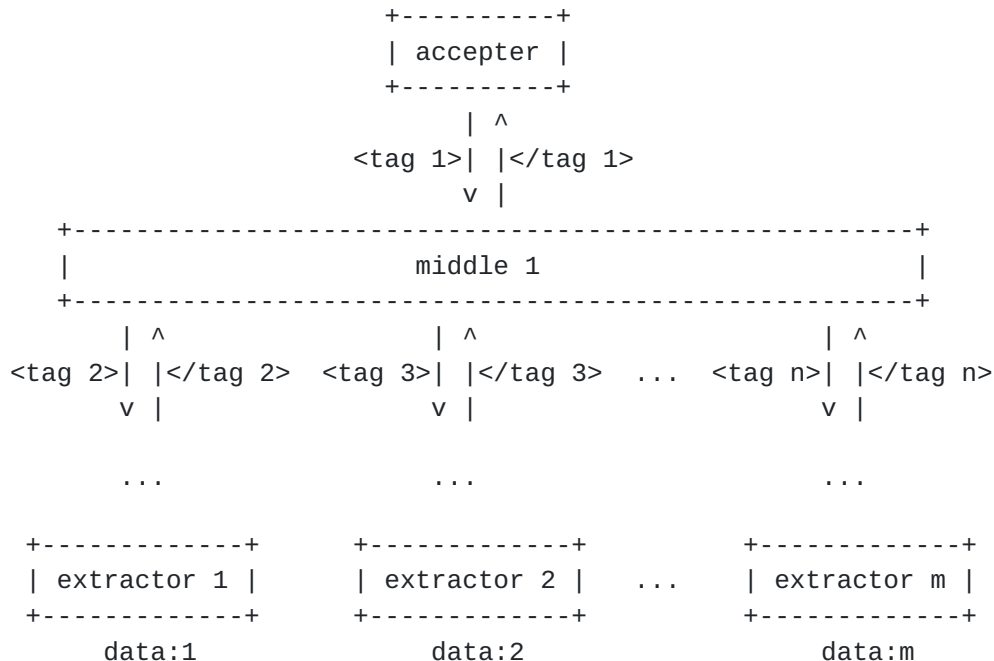 +----------+
| accepter |
+----------+
| ^
<tag 1>| |</tag 1>
v |
+------------------------------------------------------+
| middle 1 |
+------------------------------------------------------+
| ^ | ^ | ^
<tag 2>| |</tag 2> <tag 3>| |</tag 3> ... <tag n>| |</tag n>
v | v | v |
... ... ...
+-------------+ +-------------+ +-------------+
| extractor 1 | | extractor 2 | ... | extractor m |
+-------------+ +-------------+ +-------------+
data:1 data:2 data:m